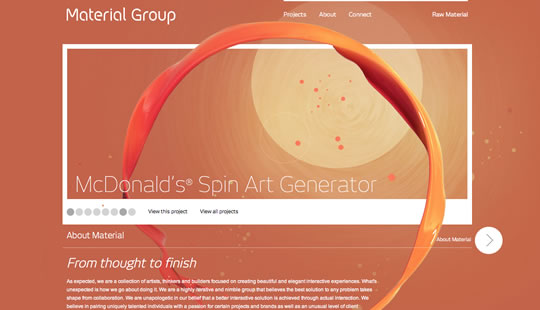 Material Group
Projects About Connect Raw Material
McDonald's® Spin Art Generator
View this project View all projects
About Material
About Material
From thought to finish
As expected, we are a collection of artists, thinkers and builders focused on creating beautiful and elegant interactive experiences. What's
unexpected is how we go about doing it. We are a highly iterative and nimble group that believes the best solution to any problem takes
shape from collaboration. We are unapologetic in our belief that a better interactive solution is achieved through actual interaction. We
believe in pairing uniquely talented individuals with a passion for certain projects and brands as well as an unusual level of client